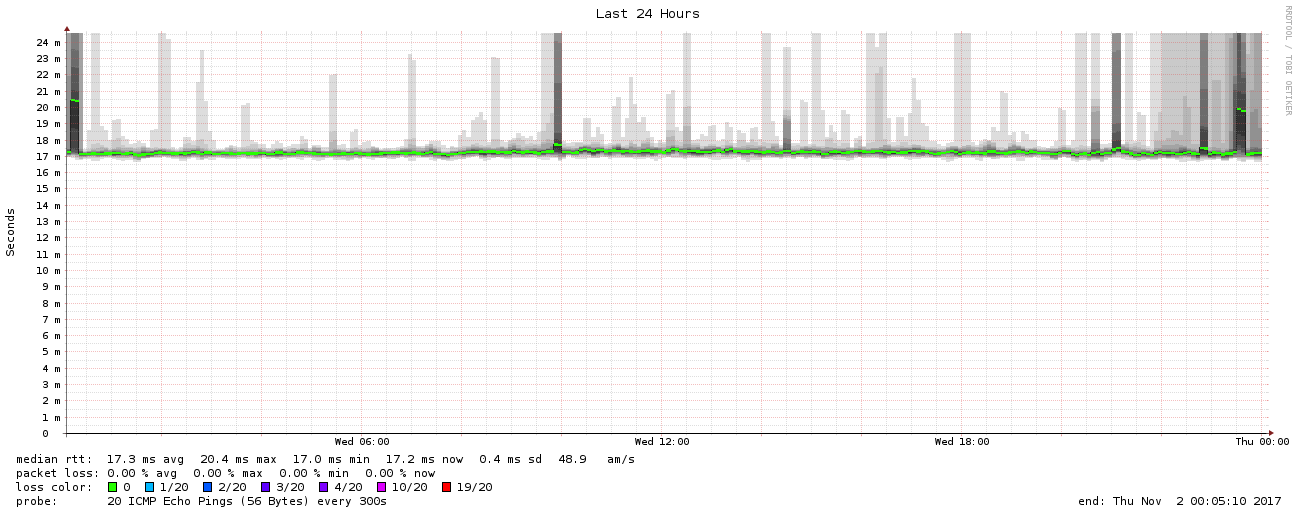 Last 24 Hours
RRDTOOL / TOBI OETIKER
Seconds
24 m
23 m
22 m
21 m
20 m
19 m
18 m
17 m
16 m
15 m
14 m
13 m
12 m
11 m
10 m
9 m
8 m
7 m
6 m
5 m
4 m
3 m
2 m
1 m
0
Wed 06:00 Wed 12:00 Wed 18:00 Thu 00:00
median rtt: 17.3 ms avg 20.4 ms max 17.0 ms min 17.2 ms now 0.4 ms sd 48.9 am/s
packet loss: 0.00 % avg 0.00 % max 0.00 % min 0.00 % now
loss color: 0 1/20 2/20 3/20 4/20 10/20 19/20
probe: 20 ICMP Echo Pings (56 Bytes) every 300s end: Thu Nov 2 00:05:10 2017